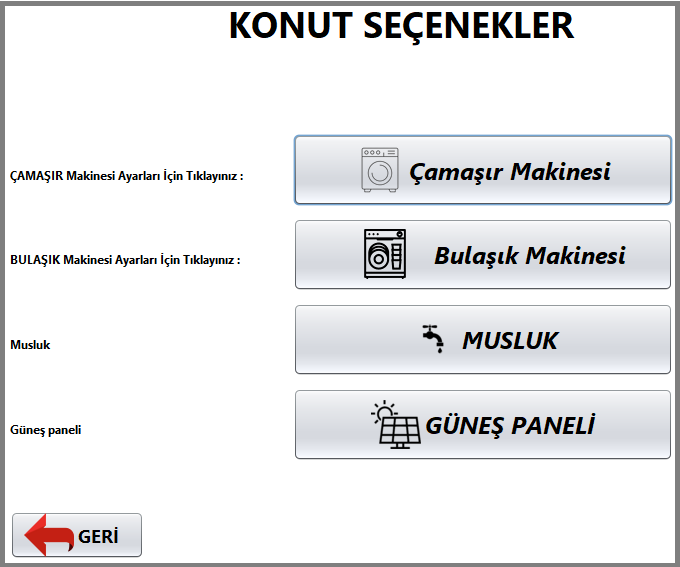 KONUT SEÇENEKLER
ÇAMAŞIR Makinesi Ayarları İçin Tıklayınız :
Çamaşır Makinesi
BULAŞIK Makinesi Ayarları İçin Tıklayınız :
Bulaşık Makinesi
Musluk
MUSLUK
Güneş paneli
GÜNEŞ PANELİ
GERİ